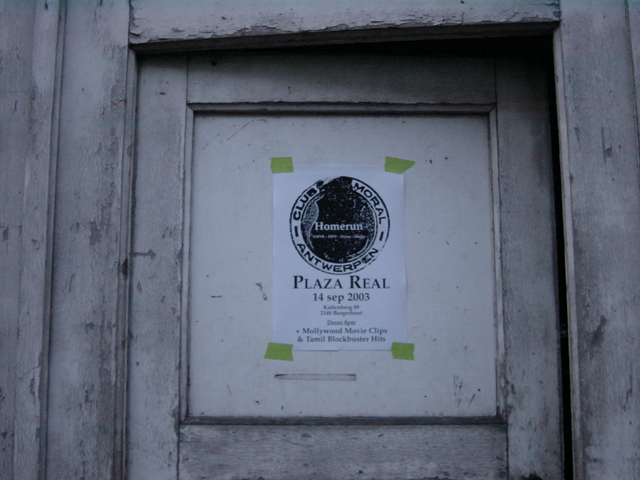 CLUB MORAL
Homerun
ANTWERPEN
PLAZA REAL
14 sep 2003
Kattenberg 89
2140 Borgerhout
Doors 8pm
+ Mollywood Movie Clips
& Tamil Blockbuster Hits